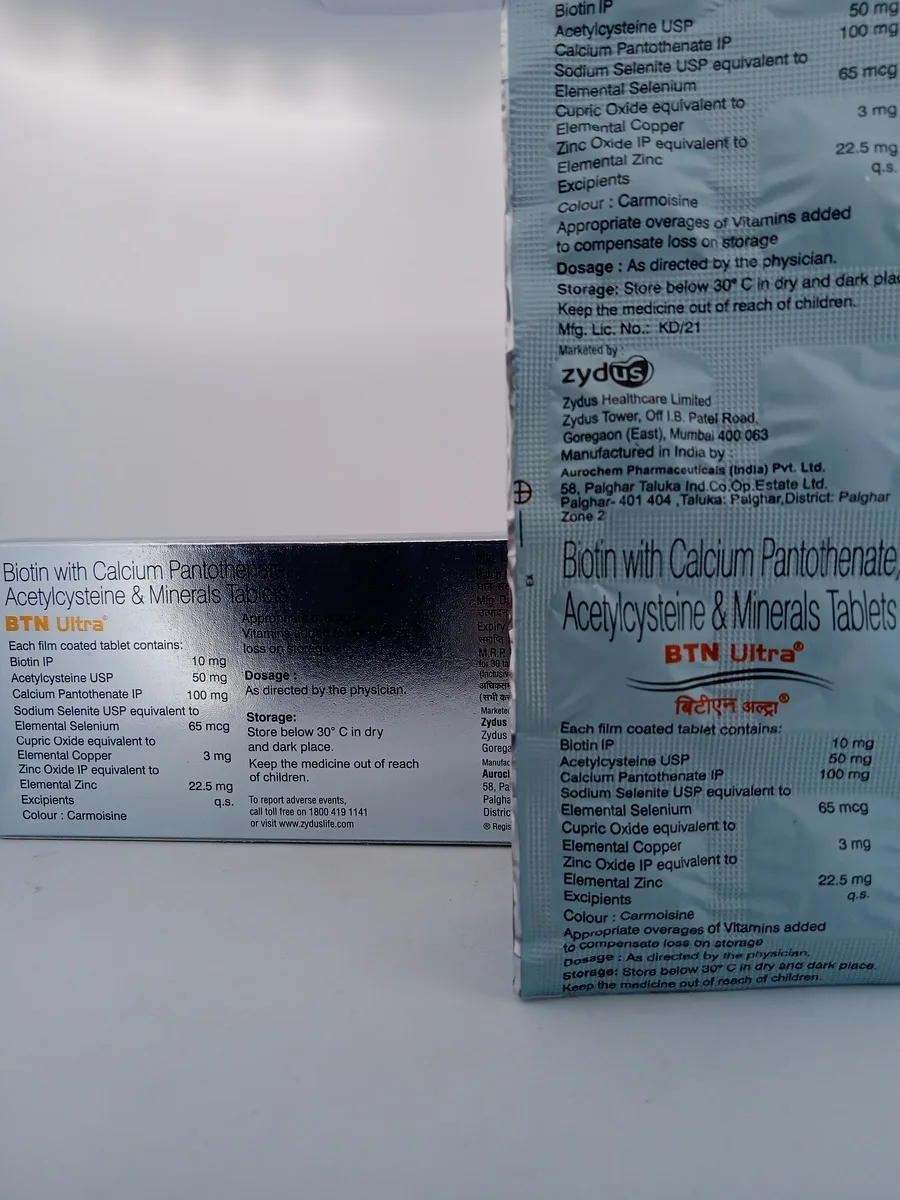 Biotin with Calcium Pantothenate
Acetylcysteine & Minerals Tablets
BTN Ultra®
Each film coated tablet contains:
Biotin IP 10 mg
Acetylcysteine USP 50 mg
Calcium Pantothenate IP 100 mg
Sodium Selenite USP equivalent to
Elemental Selenium 65 mcg
Cupric Oxide equivalent to
Elemental Copper 3 mg
Zinc Oxide IP equivalent to
Elemental Zinc 22.5 mg
Excipients q.s.
Colour : Carmoisine
Appropriate
Vitamins added
loss on storage
Dosage :
As directed by the physician.
Storage:
Store below 30° C in dry
and dark place.
Keep the medicine out of reach
of children.
To report adverse events,
call toll free on 1800 419 1141
or visit www.zyduslife.com
Mfg
Expiry
M.R.P.
for 30
Zydus
Zydus
58,
® Regis
Biotin IP
Acetylcysteine USP 50 mg
Calcium Pantothenate IP 100 mg
Sodium Selenite USP equivalent to
Elemental Selenium 65 mcg
Cupric Oxide equivalent to
Elemental Copper 3 mg
Zinc Oxide IP equivalent to
Elemental Zinc 22.5 mg
Excipients q.s.
Colour : Carmoisine
Appropriate overages of Vitamins added
to compensate loss on storage
Dosage : As directed by the physician.
Storage: Store below 30° C in dry and dark plac
Keep the medicine out of reach of children.
Mfg. Lic. No.: KD/21
Marketed by :
zydus
Zydus Healthcare Limited
Zydus Tower, Off I.B. Patel Road,
Goregaon (East), Mumbai 400 063
Manufactured in India by :
Aurochem Pharmaceuticals (India) Pvt. Ltd.
58, Palghar Taluka Ind.Co.Op.Estate Ltd.
Palghar- 401 404 ,Taluka: Palghar,District: Palghar
Zone 2
Biotin with Calcium Pantothenate,
Acetylcysteine & Minerals Tablets
BTN Ultra®
बिटीएन अल्ट्रा®
Each film coated tablet contains:
Biotin IP 10 mg
Acetylcysteine USP 50 mg
Calcium Pantothenate IP 100 mg
Sodium Selenite USP equivalent to
Elemental Selenium 65 mcg
Cupric Oxide equivalent to
Elemental Copper 3 mg
Zinc Oxide IP equivalent to
Elemental Zinc 22.5 mg
Excipients q.s.
Colour : Carmoisine
Appropriate overages of Vitamins added
to compensate loss on storage
Dosage : As directed by the physician.
Storage: Store below 30° C in dry and dark place.
Keep the medicine out of reach of children.